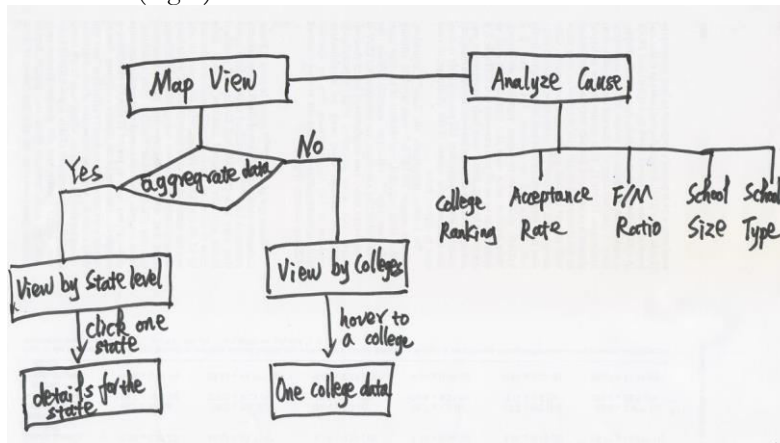 Map View
Analyze Cause
Yes
aggregrate data
No
College
Ranking
Acceptance
Rate
F/M
Ratio
School
Size
School
Type
View by State level
View by Colleges
click one
state
hover to
a college
details for the
state
One college data